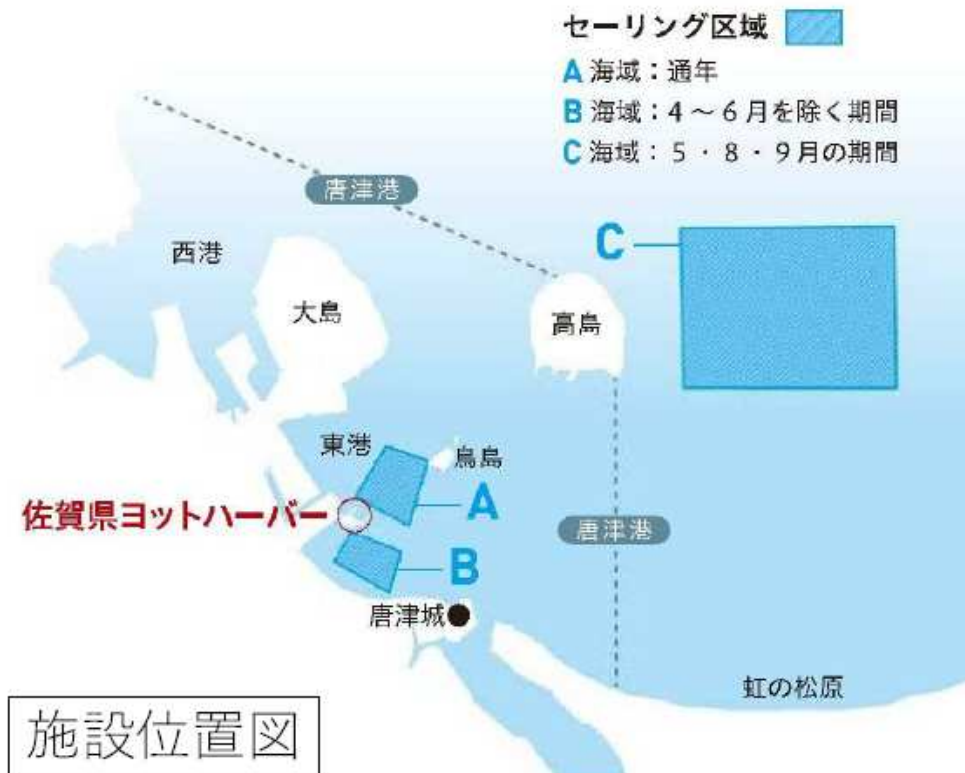 セーリング区域
A 海域：通年
B 海域：4～6月を除く期間
C 海域：5・8・9月の期間
唐津港
西港
C
大島
高島
東港
鳥島
佐賀県ヨットハーバー
A
唐津港
B
唐津城
虹の松原
施設位置図